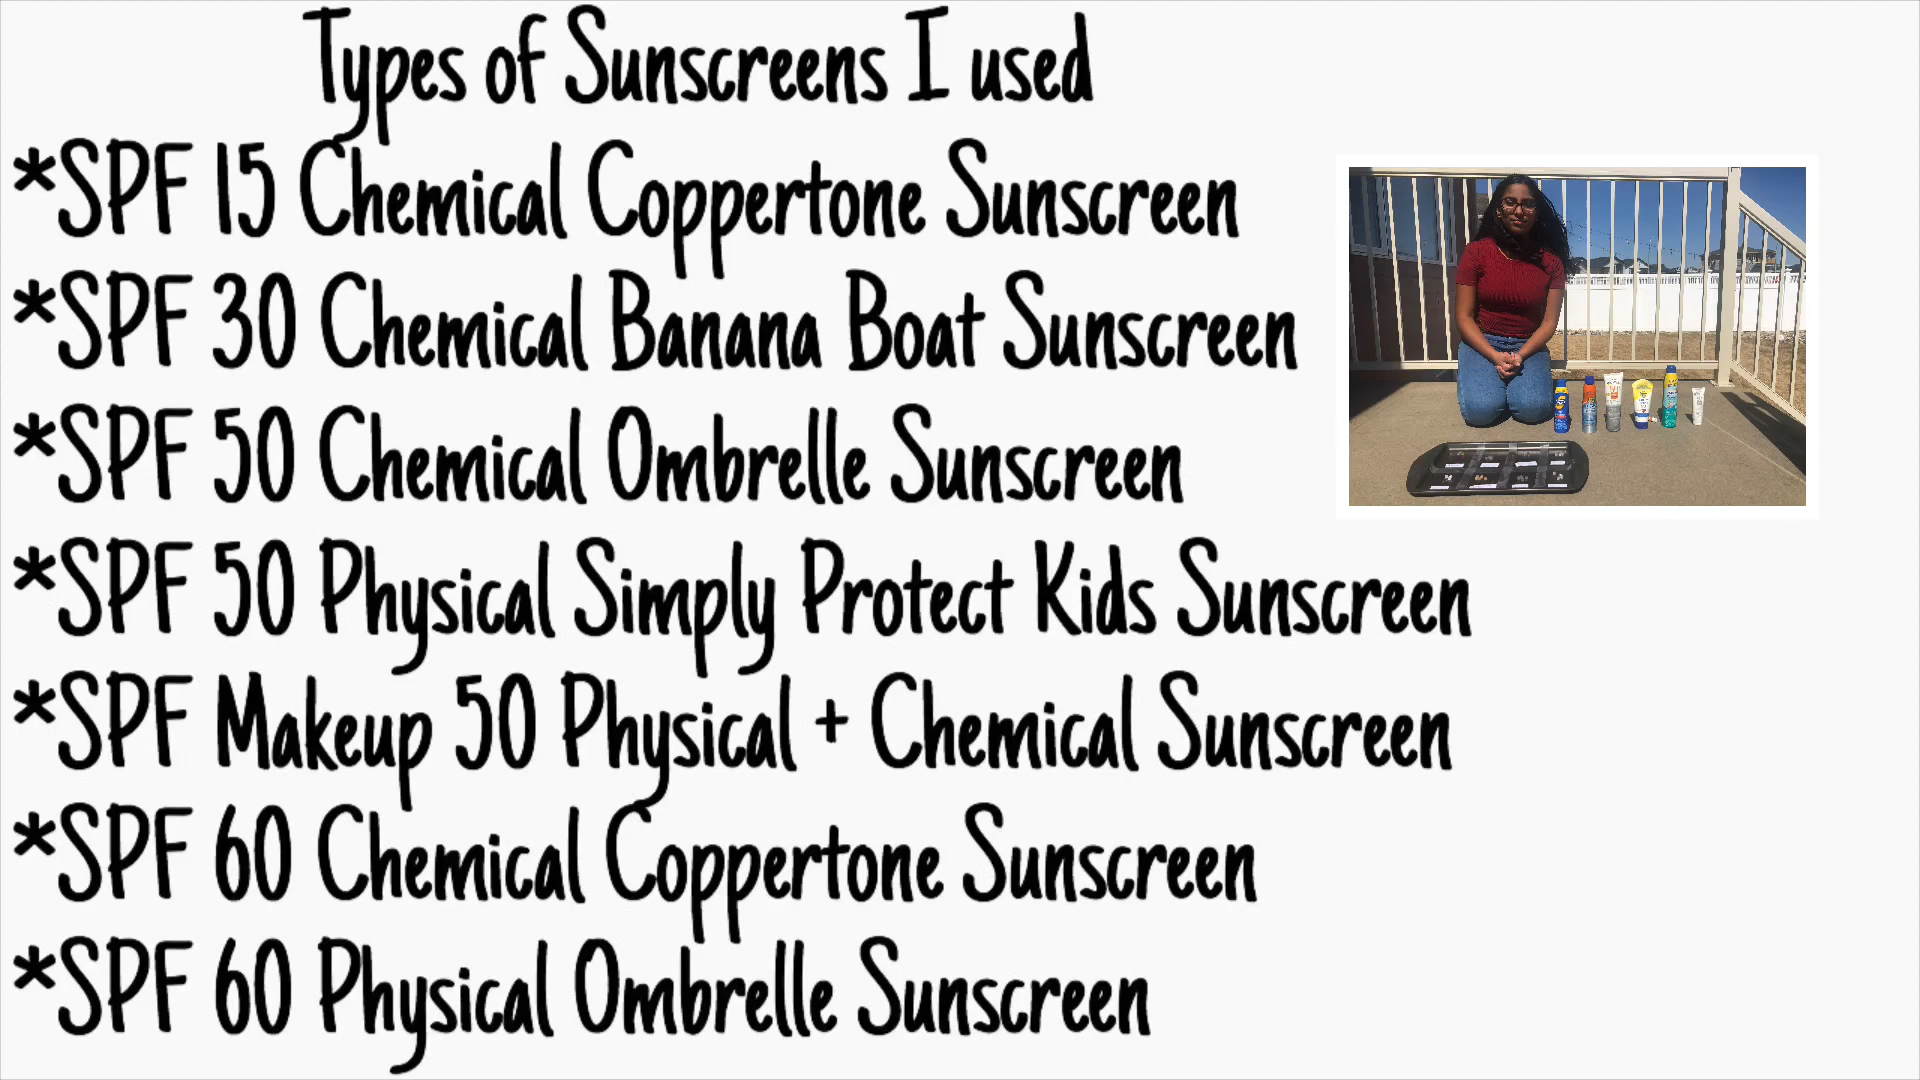 Types of Sunscreens I used
*SPF 15 Chemical Coppertone Sunscreen
*SPF 30 Chemical Banana Boat Sunscreen
*SPF 50 Chemical Ombrelle Sunscreen
*SPF 50 Physical Simply Protect Kids Sunscreen
*SPF Makeup 50 Physical + Chemical Sunscreen
*SPF 60 Chemical Coppertone Sunscreen
*SPF 60 Physical Ombrelle Sunscreen